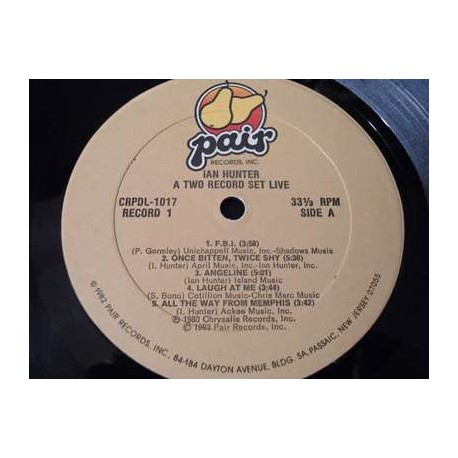 pair
RECORDS, INC.
IAN HUNTER
A TWO RECORD SET LIVE
CRPDL-1017
RECORD 1
33⅓ RPM
SIDE A
1. F.B.I. (3:58)
(P. Gormley) Unichappell Music, Inc.-Shadows Music
2. ONCE BITTEN, TWICE SHY (5:36)
(I. Hunter) April Music, Inc.-Ian Hunter, Inc.
3. ANGELINE (5:01)
(Ian Hunter) Island Music
4. LAUGH AT ME (3:44)
(S. Bono) Cotillion Music-Chris Marc Music
5. ALL THE WAY FROM MEMPHIS (3:43)
(I. Hunter) Ackee Music, Inc.
℗ 1980 Chrysalis Records, Inc.
© 1983 Pair Records, Inc.
© 1982 PAIR RECORDS, INC. 84-184 DAYTON AVENUE, BLDG. 5A, PASSAIC, NEW JERSEY 07055